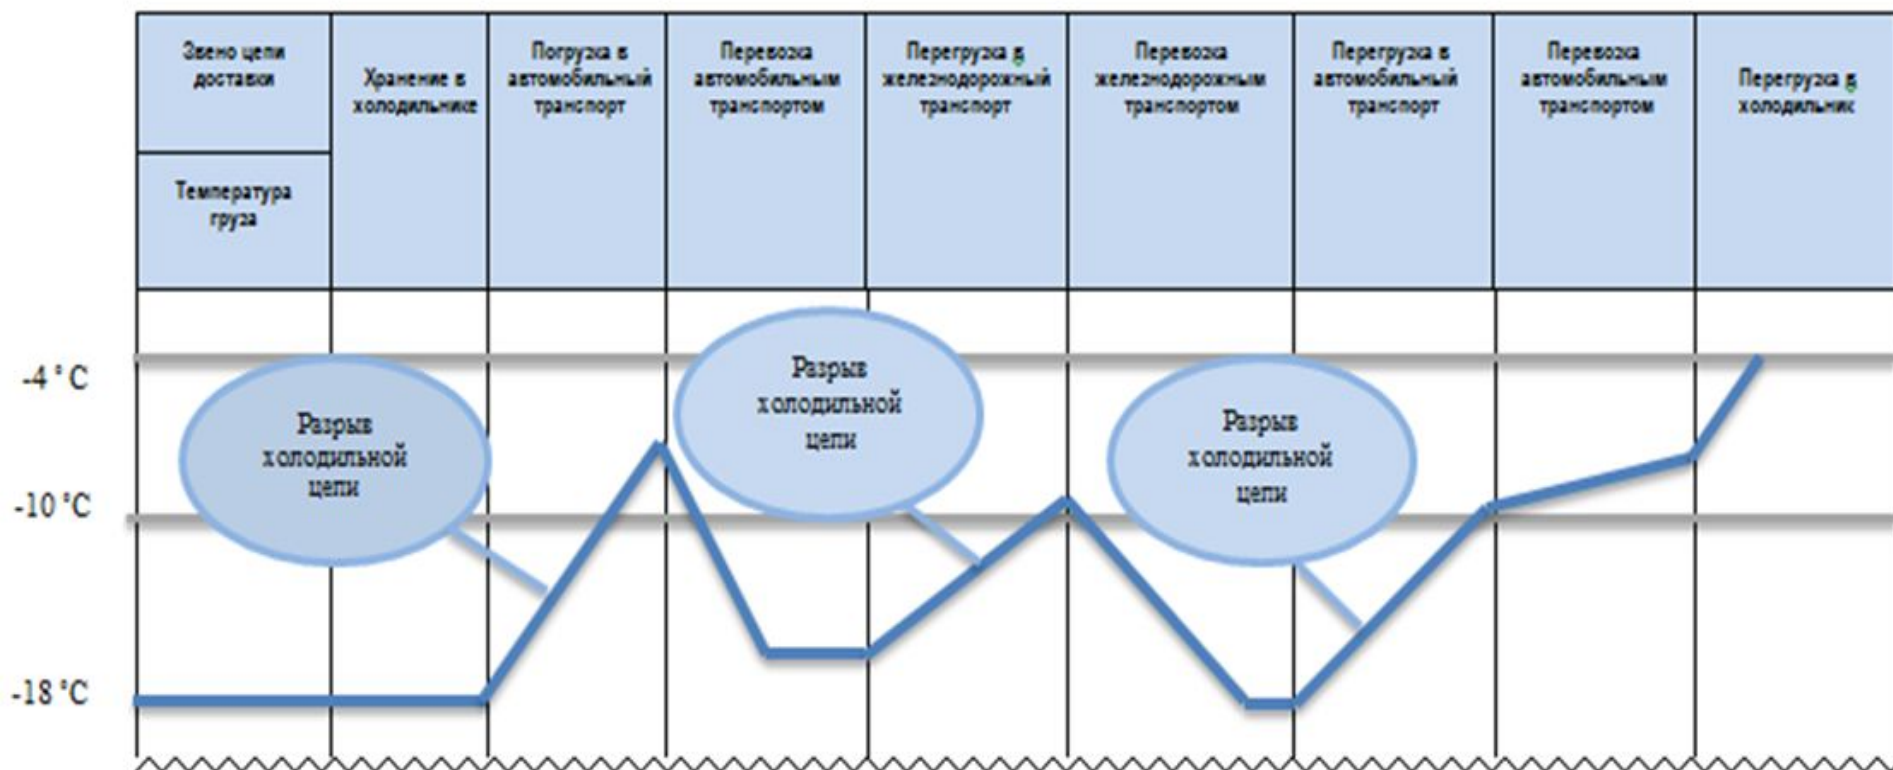 Звено цепи
доставки
Температура
груза
Хранение в
холодильнике
Погрузка в
автомобильный
транспорт
Перевозка
автомобильным
транспортом
Перегрузка в
железнодорожный
транспорт
Перевозка
железнодорожным
транспортом
Перегрузка в
автомобильный
транспорт
Перевозка
автомобильным
транспортом
Перегрузка в
холодильник
-4 °C
Разрыв
холодильной
цепи
Разрыв
холодильной
цепи
Разрыв
холодильной
цепи
-10 °C
-18 °C